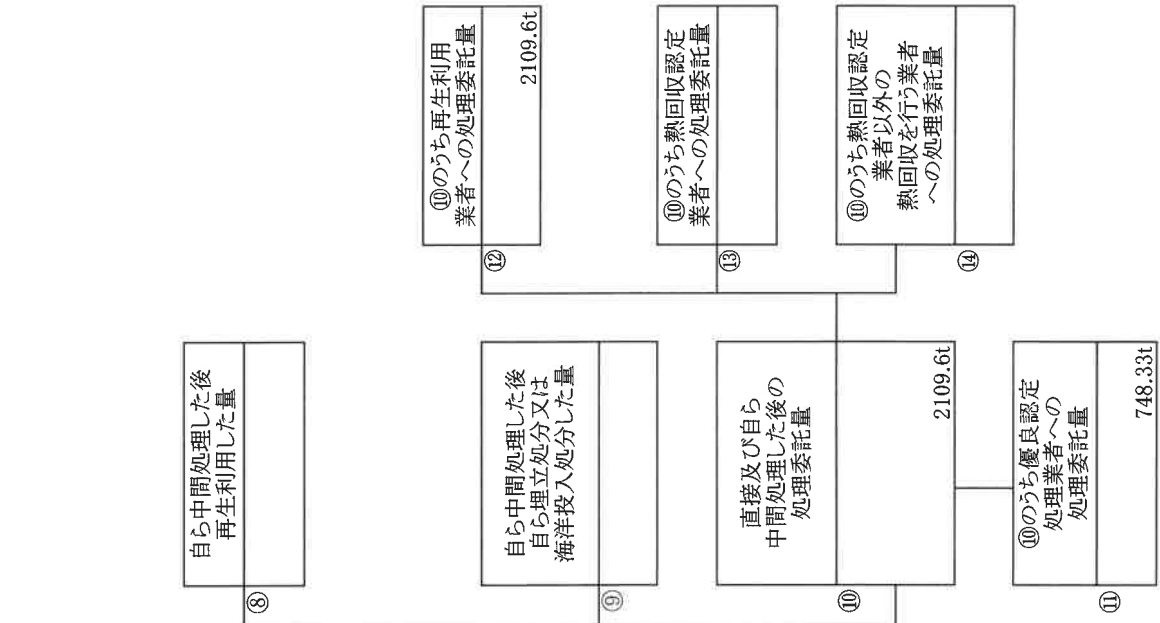 ⑧
自ら中間処理した後
再生利用した量
⑨
自ら中間処理した後
自ら埋立処分又は
海洋投入処分した量
⑩
直接及び自ら
中間処理した後の
処理委託量
2109.6t
⑪
⑩のうち優良認定
処理業者への
処理委託量
748.33t
⑫
⑩のうち再生利用
業者への処理委託量
2109.6t
⑬
⑩のうち熱回収認定
業者への処理委託量
⑭
⑩のうち熱回収認定
業者以外の
熱回収を行う業者
への処理委託量